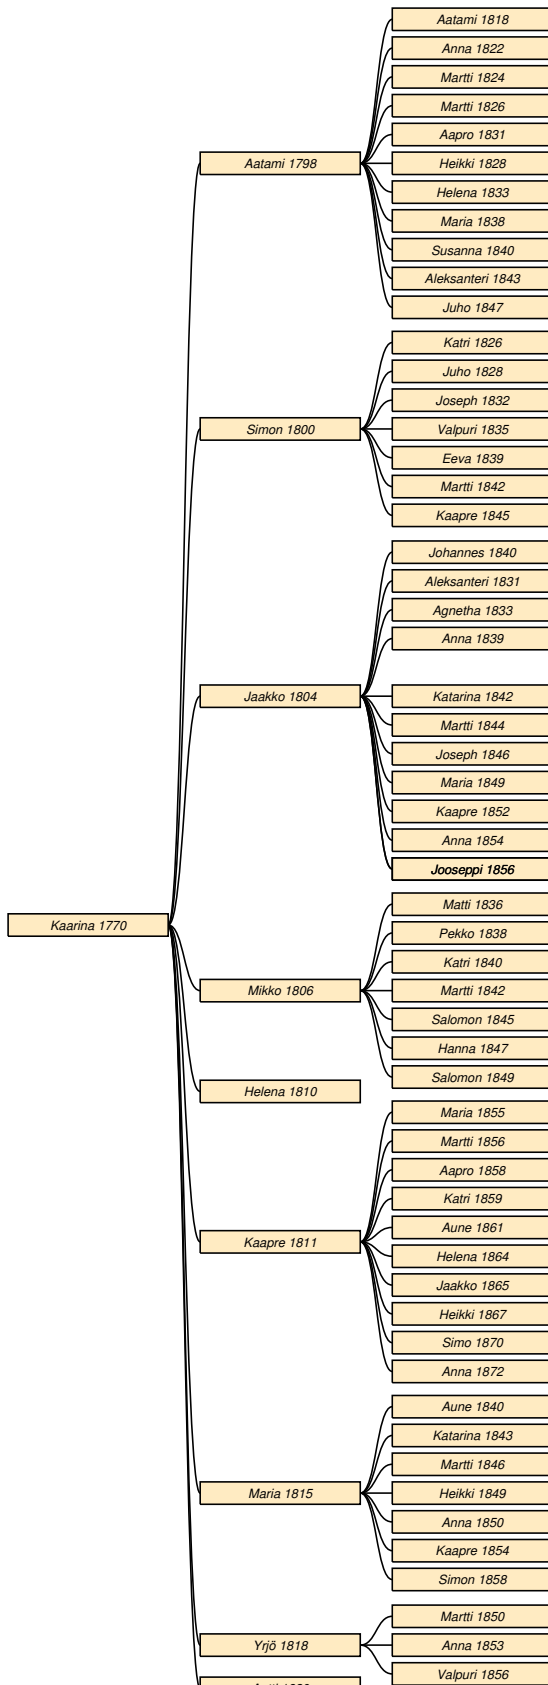 Aatami 1818
Anna 1822
Martti 1824
Martti 1826
Aapro 1831
Aatami 1798
Heikki 1828
Helena 1833
Maria 1838
Susanna 1840
Aleksanteri 1843
Juho 1847
Katri 1826
Juho 1828
Joseph 1832
Simon 1800
Valpuri 1835
Eeva 1839
Martti 1842
Kaapre 1845
Johannes 1840
Aleksanteri 1831
Agnetha 1833
Anna 1839
Jaakko 1804
Katarina 1842
Martti 1844
Joseph 1846
Maria 1849
Kaapre 1852
Anna 1854
Jooseppi 1856
Matti 1836
Kaarina 1770
Pekko 1838
Katri 1840
Mikko 1806
Martti 1842
Salomon 1845
Hanna 1847
Salomon 1849
Helena 1810
Maria 1855
Martti 1856
Aapro 1858
Katri 1859
Aune 1861
Kaapre 1811
Helena 1864
Jaakko 1865
Heikki 1867
Simo 1870
Anna 1872
Aune 1840
Katarina 1843
Martti 1846
Maria 1815
Heikki 1849
Anna 1850
Kaapre 1854
Simon 1858
Martti 1850
Yrjö 1818
Anna 1853
Valpuri 1856